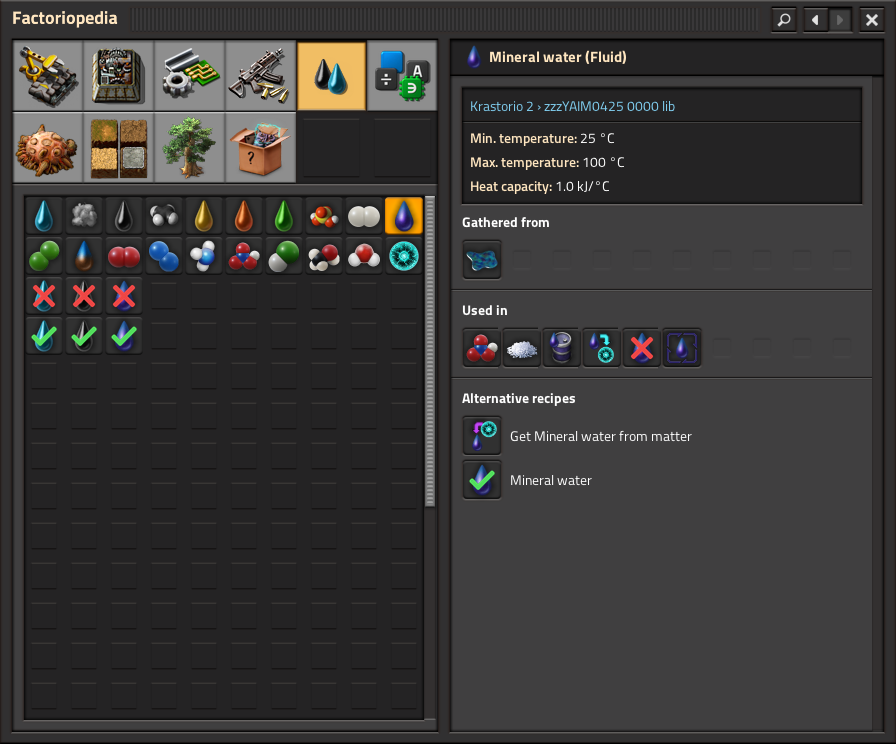 Factoriopedia
Mineral water (Fluid)
Krastorio 2 › zzzYAIM0425 0000 lib
Min. temperature: 25 °C
Max. temperature: 100 °C
Heat capacity: 1.0 kJ/°C
Gathered from
Used in
Alternative recipes
Get Mineral water from matter
Mineral water